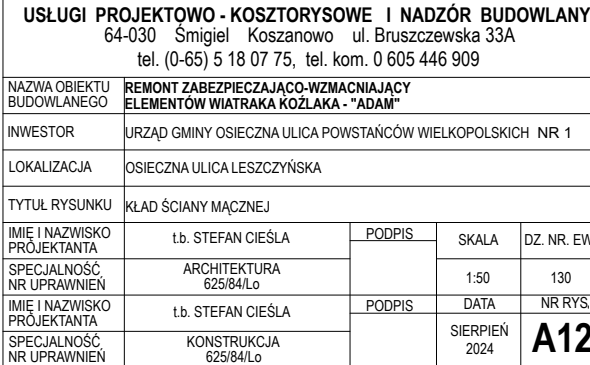 USŁUGI PROJEKTOWO - KOSZTORYSOWE I NADZÓR BUDOWLANY
64-030 Śmigiel Koszanowo ul. Bruszczewska 33A
tel. (0-65) 5 18 07 75, tel. kom. 0 605 446 909
NAZWA OBIEKTU BUDOWLANEGO
REMONT ZABEZPIECZAJĄCO-WZMACNIAJĄCY
ELEMENTÓW WIATRAKA KOŹLAKA - "ADAM"
INWESTOR URZĄD GMINY OSIECZNA ULICA POWSTAŃCÓW WIELKOPOLSKICH NR 1
LOKALIZACJA OSIECZNA ULICA LESZCZYŃSKA
TYTUŁ RYSUNKU KŁAD ŚCIANY MĄCZNEJ
IMIĘ I NAZWISKO
PROJEKTANTA
t.b. STEFAN CIEŚLA
PODPIS
SKALA
DZ. NR. EW
SPECJALNOŚĆ
NR UPRAWNIEŃ
ARCHITEKTURA
625/84/Lo
1:50
130
IMIĘ I NAZWISKO
PROJEKTANTA
t.b. STEFAN CIEŚLA
PODPIS
DATA
NR RYS.
SPECJALNOŚĆ
NR UPRAWNIEŃ
KONSTRUKCJA
625/84/Lo
SIERPIEŃ
2024
A12